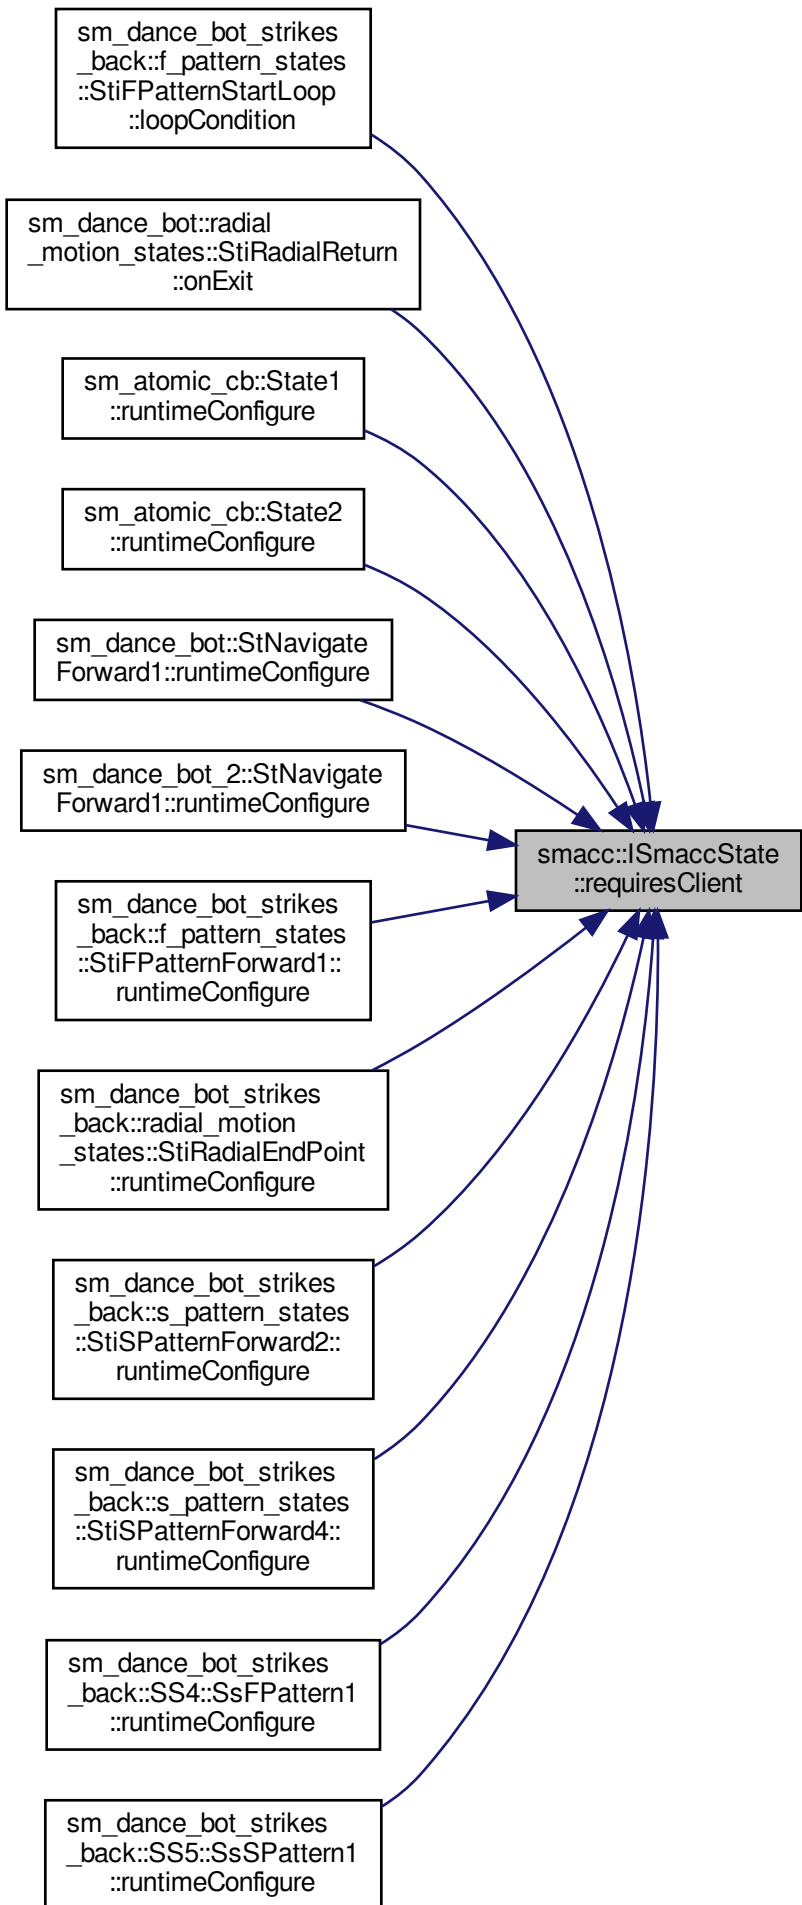 sm_dance_bot_strikes
_back::f_pattern_states
::StiFPatternStartLoop
::loopCondition
sm_dance_bot::radial
_motion_states::StiRadialReturn
::onExit
sm_atomic_cb::State1
::runtimeConfigure
sm_atomic_cb::State2
::runtimeConfigure
sm_dance_bot::StNavigate
Forward1::runtimeConfigure
sm_dance_bot_2::StNavigate
Forward1::runtimeConfigure
smacc::ISmaccState
::requiresClient
sm_dance_bot_strikes
_back::f_pattern_states
::StiFPatternForward1::
runtimeConfigure
sm_dance_bot_strikes
_back::radial_motion
_states::StiRadialEndPoint
::runtimeConfigure
sm_dance_bot_strikes
_back::s_pattern_states
::StiSPatternForward2::
runtimeConfigure
sm_dance_bot_strikes
_back::s_pattern_states
::StiSPatternForward4::
runtimeConfigure
sm_dance_bot_strikes
_back::SS4::SsFPattern1
::runtimeConfigure
sm_dance_bot_strikes
_back::SS5::SsSPattern1
::runtimeConfigure